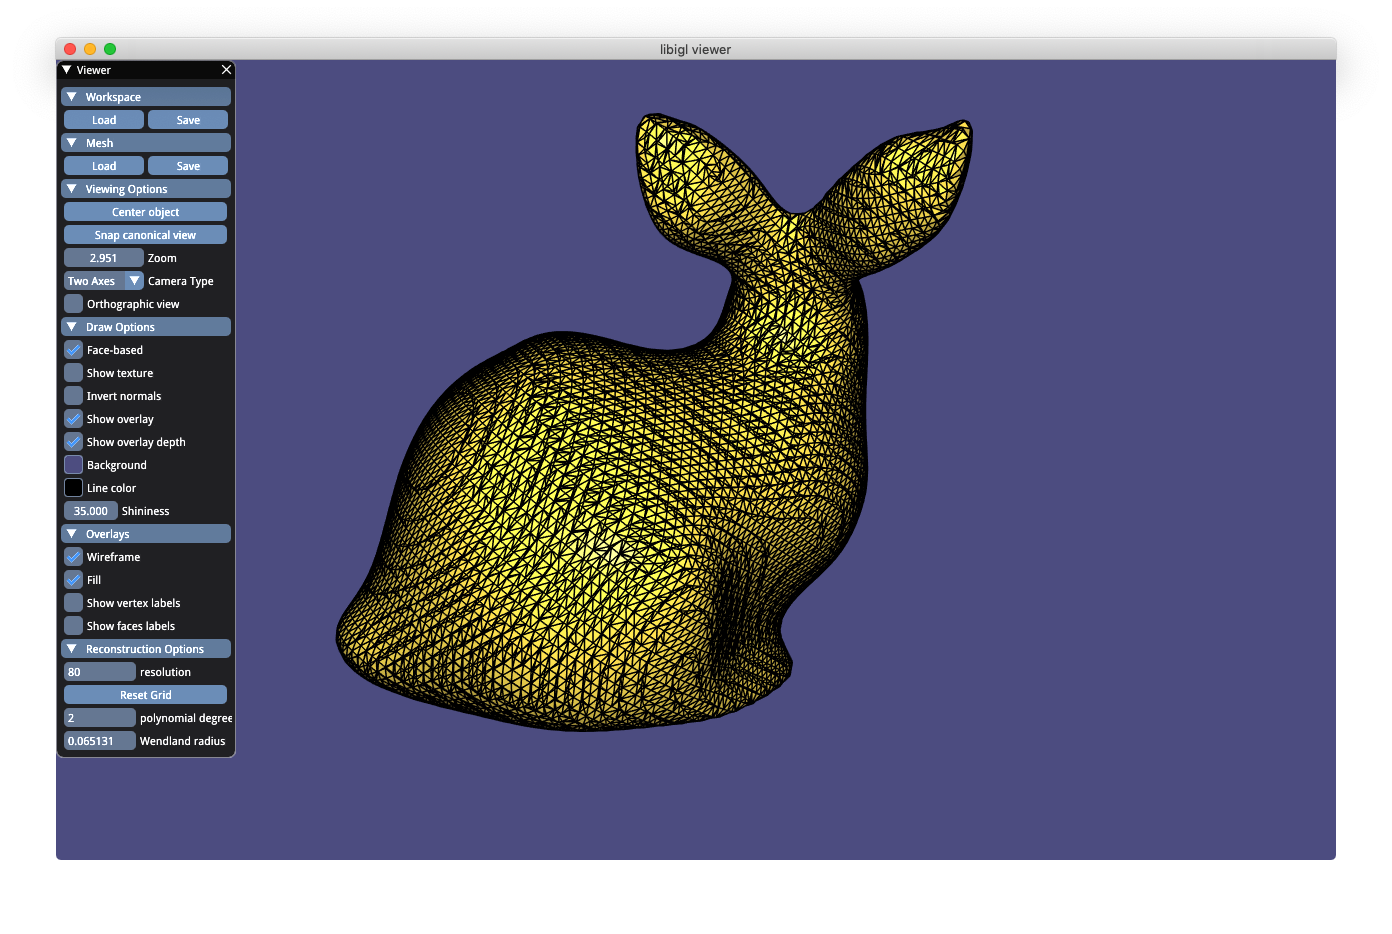 libigl viewer
Viewer
Workspace
Load Save
Mesh
Load Save
Viewing Options
Center object
Snap canonical view
2.951 Zoom
Two Axes Camera Type
Orthographic view
Draw Options
Face-based
Show texture
Invert normals
Show overlay
Show overlay depth
Background
Line color
35.000 Shininess
Overlays
Wireframe
Fill
Show vertex labels
Show faces labels
Reconstruction Options
80 resolution
Reset Grid
2 polynomial degree
0.065131 Wendland radius